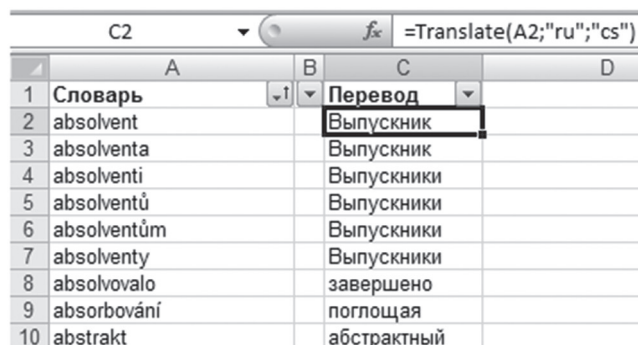 C2 fx =Translate(A2;"ru";"cs")
A B C D
1 Словарь Перевод
2 absolvent Выпускник
3 absolventa Выпускник
4 absolventi Выпускники
5 absolventů Выпускники
6 absolventům Выпускники
7 absolventy Выпускники
8 absolvovalo завершено
9 absorbování поглощая
10 abstrakt абстрактный